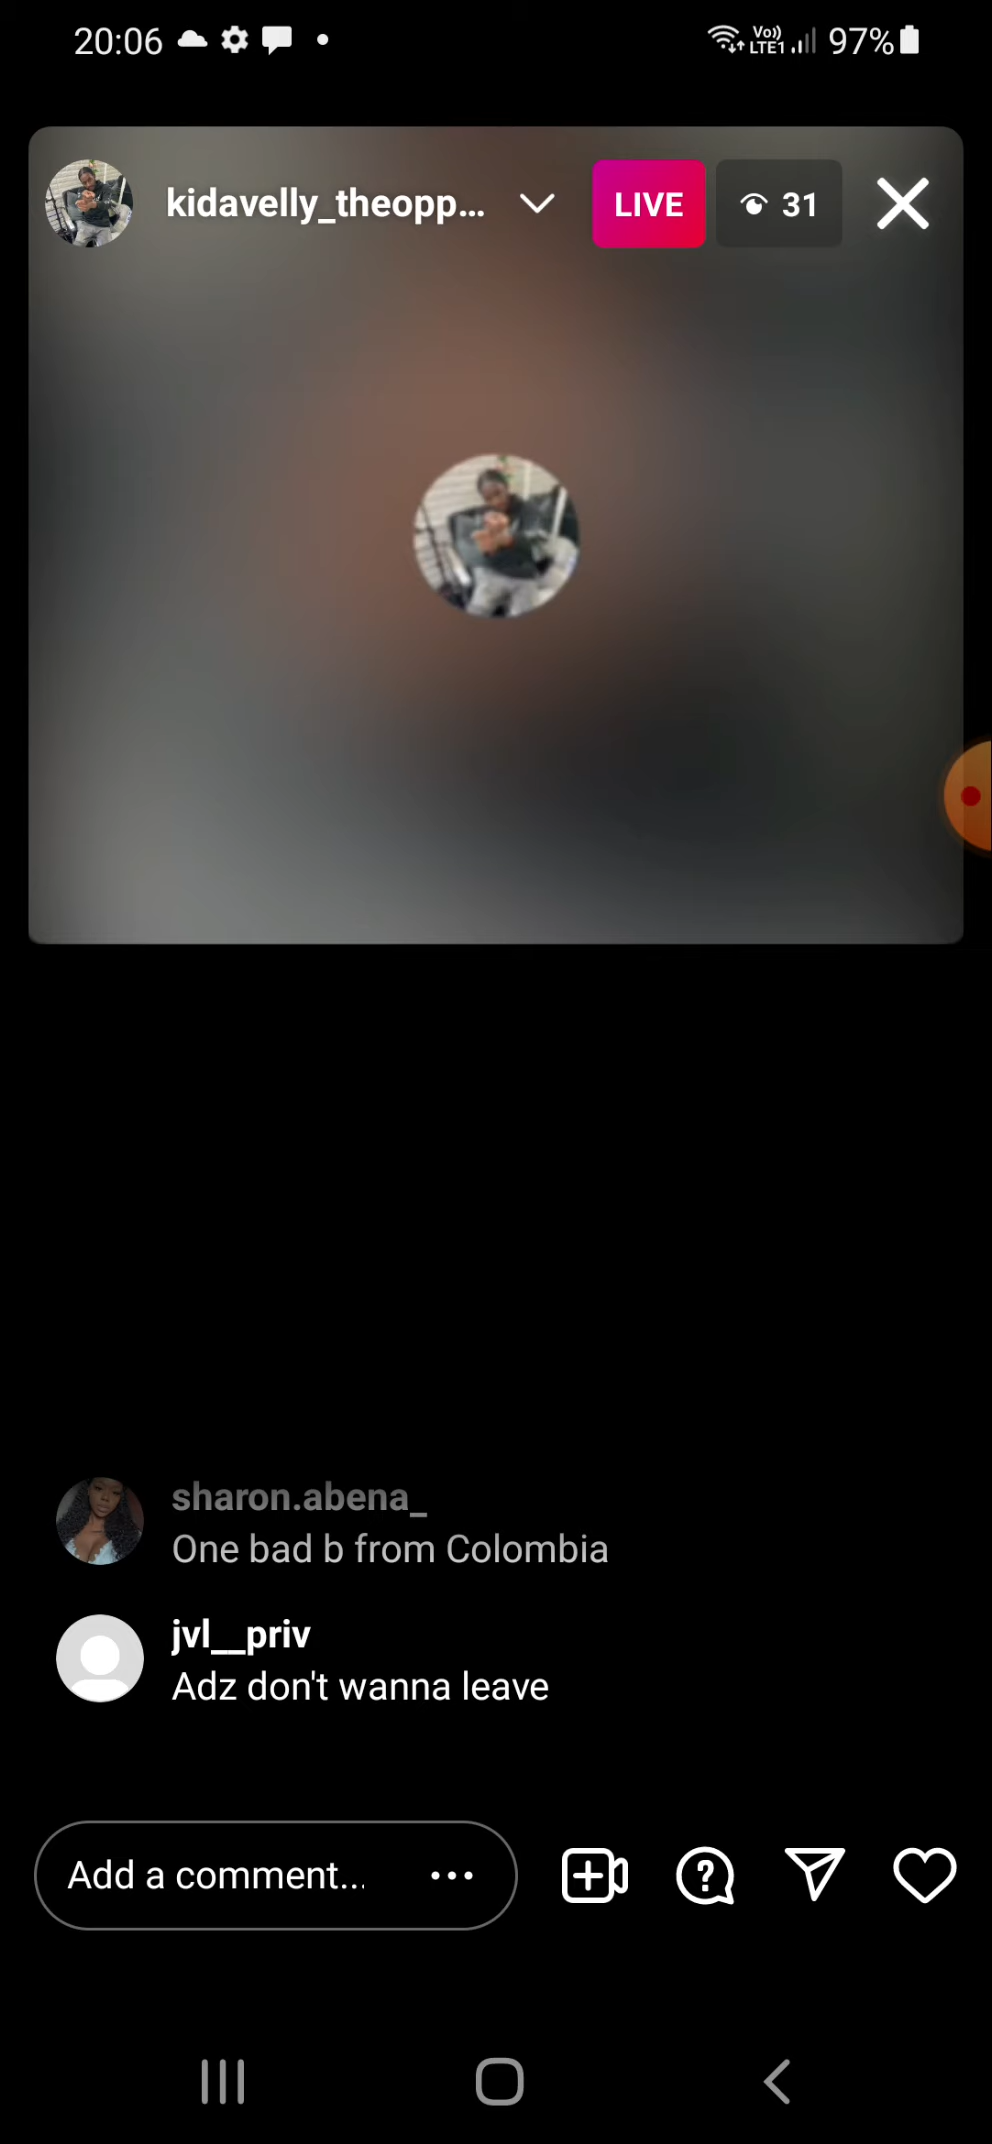 20:06 Vo)) LTE1 97%
kidavelly_theopp... LIVE 31
sharon.abena_
One bad b from Colombia
jvl__priv
Adz don't wanna leave
Add a comment...